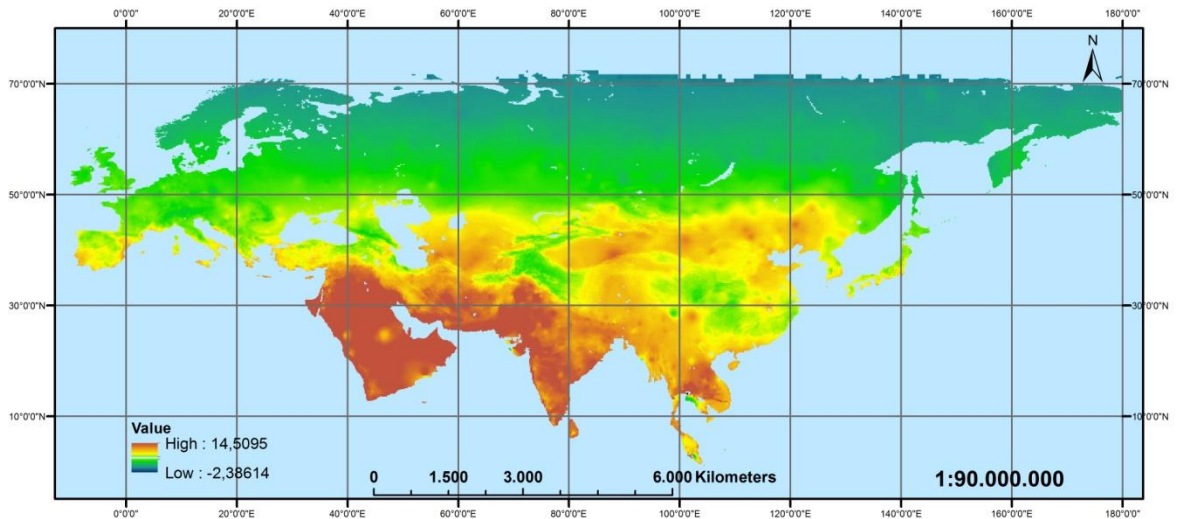 0°0'0" 20°0'0"E 40°0'0"E 60°0'0"E 80°0'0"E 100°0'0"E 120°0'0"E 140°0'0"E 160°0'0"E 180°0'0"
N
70°0'0"N 70°0'0"N
50°0'0"N 50°0'0"N
30°0'0"N 30°0'0"N
10°0'0"N 10°0'0"N
Value
High : 14,5095
Low : -2,38614
0 1.500 3.000 6.000 Kilometers
1:90.000.000
0°0'0" 20°0'0"E 40°0'0"E 60°0'0"E 80°0'0"E 100°0'0"E 120°0'0"E 140°0'0"E 160°0'0"E 180°0'0"